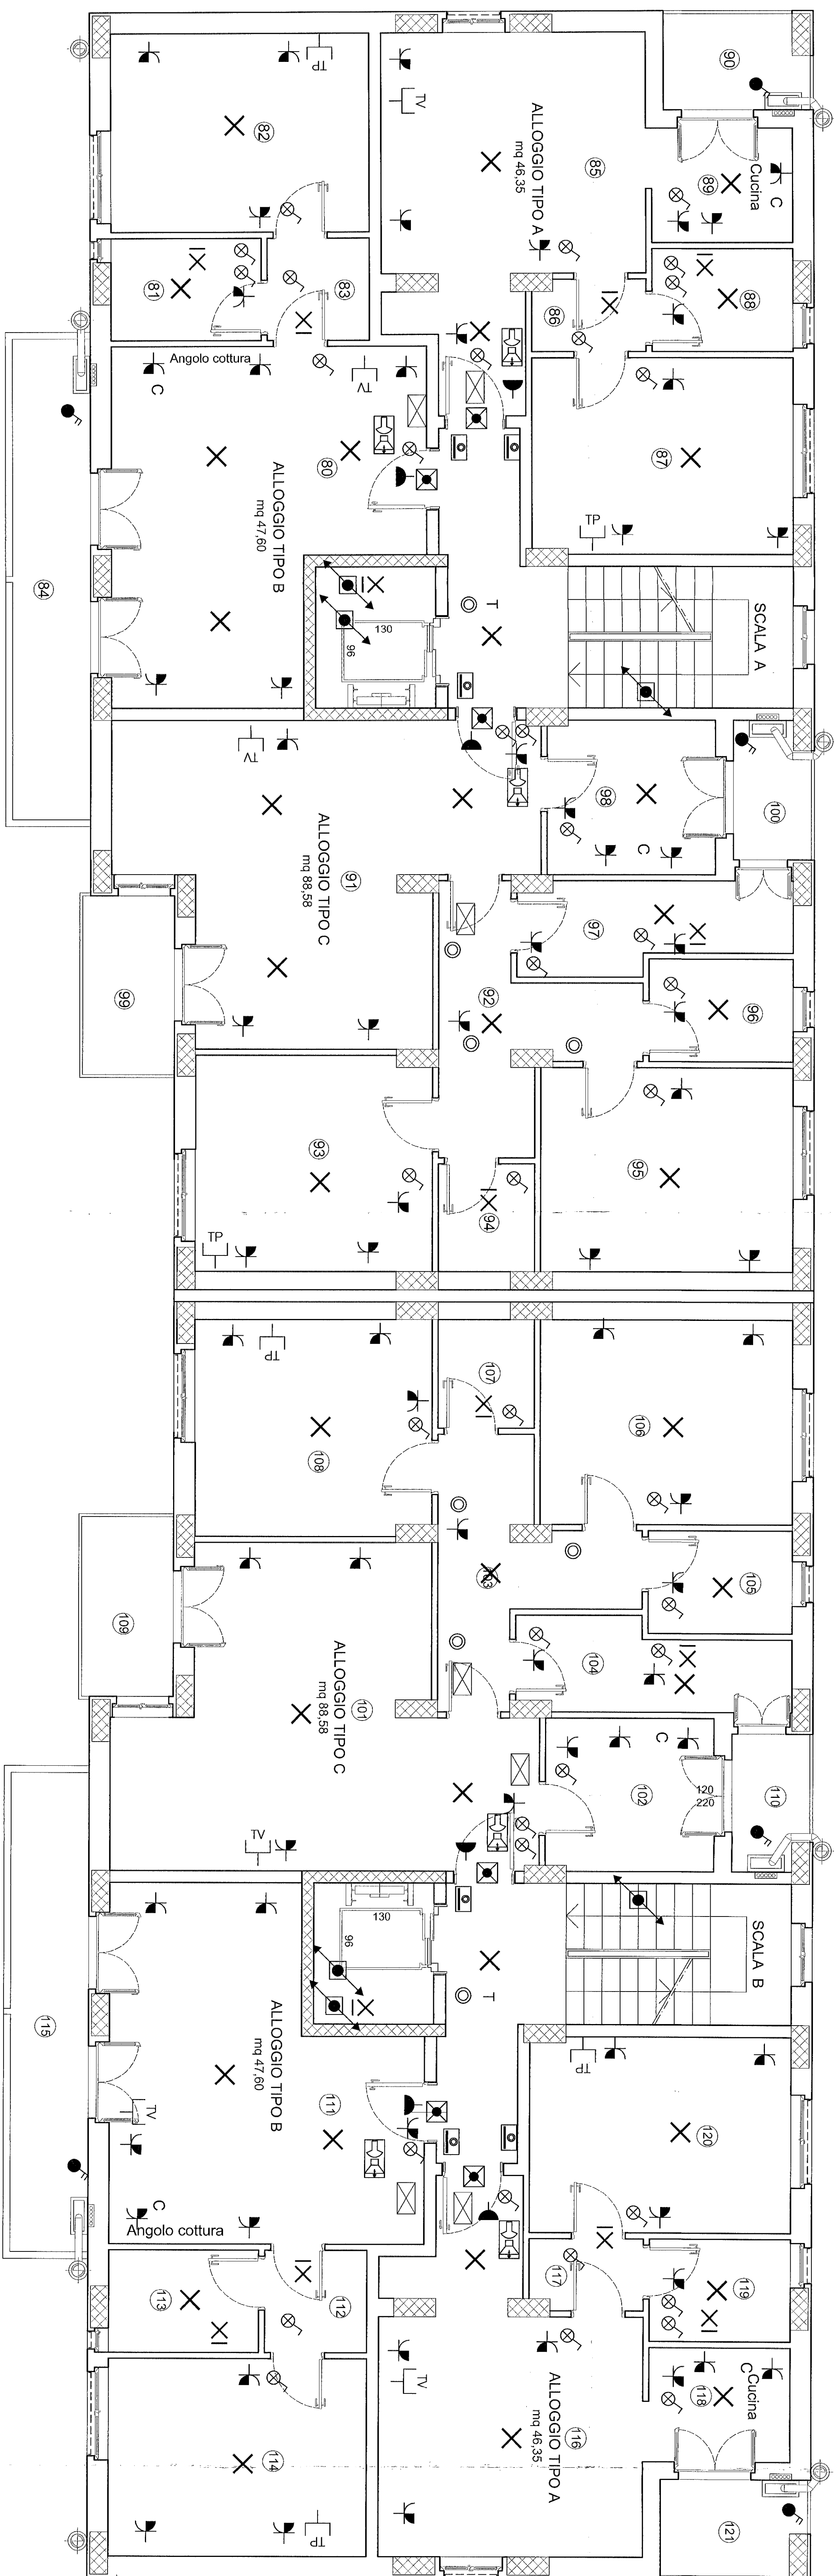 TP
82
TV
ALLOGGIO TIPO A
mq 46,35
85
90
89
Cucina
C
81
83
86
88
Angolo cottura
C
TV
80
ALLOGGIO TIPO B
mq 47,60
87
TP
84
130
96
T
SCALA A
TV
91
ALLOGGIO TIPO C
mq 88,58
98
C
100
97
99
92
96
93
94
95
TP
TP
107
106
108
103
105
109
104
101
ALLOGGIO TIPO C
mq 88,58
C
102
120
220
110
TV
130
96
T
SCALA B
115
ALLOGGIO TIPO B
mq 47,60
111
TV
TP
120
C
Angolo cottura
113
112
117
119
TV
118
Cucina
C
114
116
ALLOGGIO TIPO A
mq 46,35
TP
121